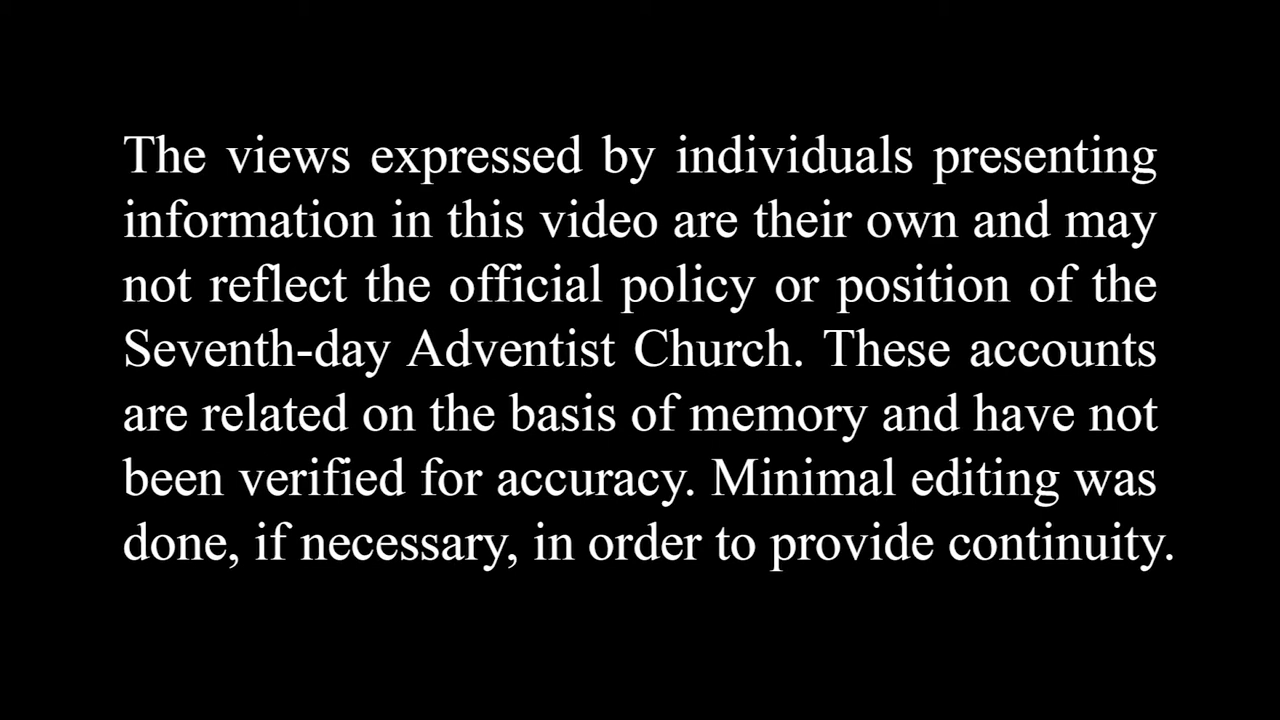 The views expressed by individuals presenting
information in this video are their own and may
not reflect the official policy or position of the
Seventh-day Adventist Church. These accounts
are related on the basis of memory and have not
been verified for accuracy. Minimal editing was
done, if necessary, in order to provide continuity.